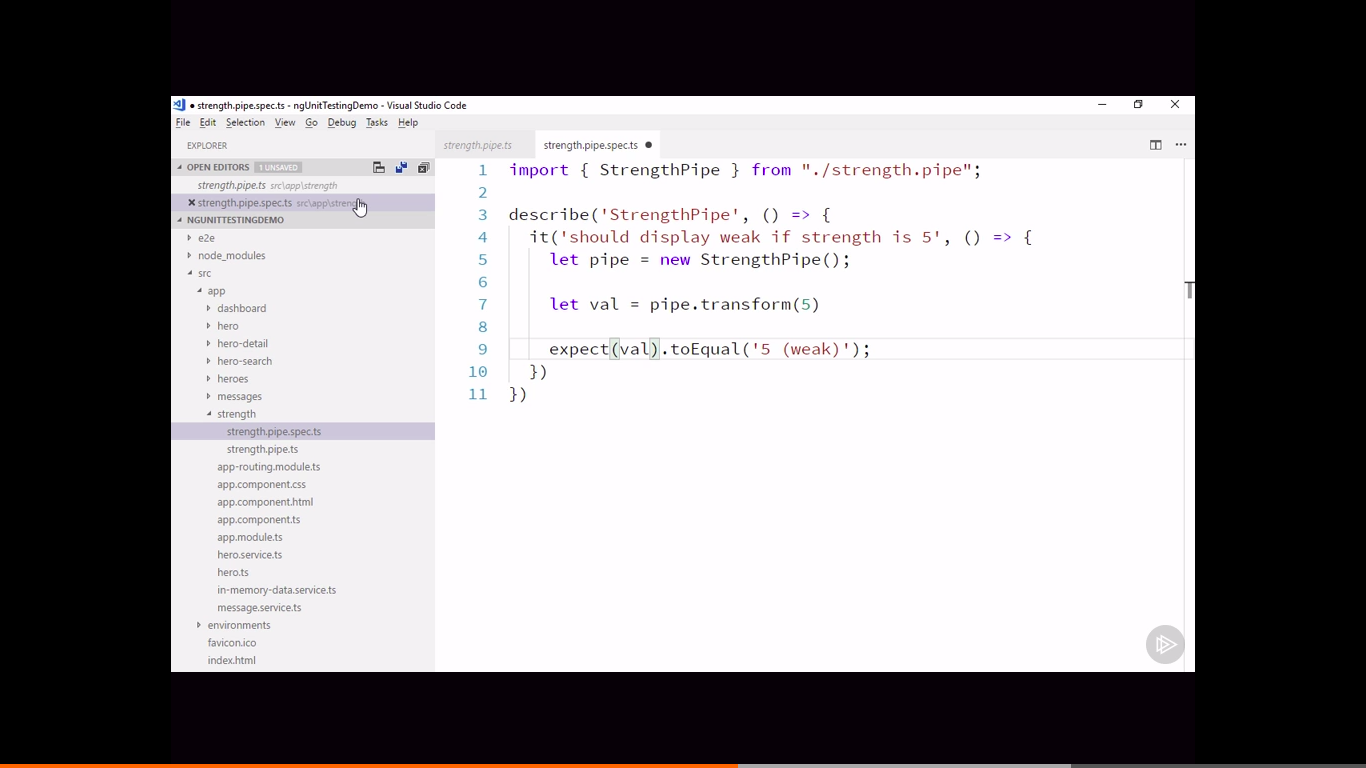 strength.pipe.spec.ts - ngUnitTestingDemo - Visual Studio Code
File Edit Selection View Go Debug Tasks Help
EXPLORER
strength.pipe.ts
strength.pipe.spec.ts
OPEN EDITORS 1 UNSAVED
strength.pipe.ts src\app\strength
strength.pipe.spec.ts src\app\streng
NGUNITTESTINGDEMO
e2e
node_modules
src
app
dashboard
hero
hero-detail
hero-search
heroes
messages
strength
strength.pipe.spec.ts
strength.pipe.ts
app-routing.module.ts
app.component.css
app.component.html
app.component.ts
app.module.ts
hero.service.ts
hero.ts
in-memory-data.service.ts
message.service.ts
environments
favicon.ico
index.html
1 import { StrengthPipe } from "./strength.pipe";
2
3 describe('StrengthPipe', () => {
4 it('should display weak if strength is 5', () => {
5 let pipe = new StrengthPipe();
6
7 let val = pipe.transform(5)
8
9 expect(val).toEqual('5 (weak)');
10 })
11 })